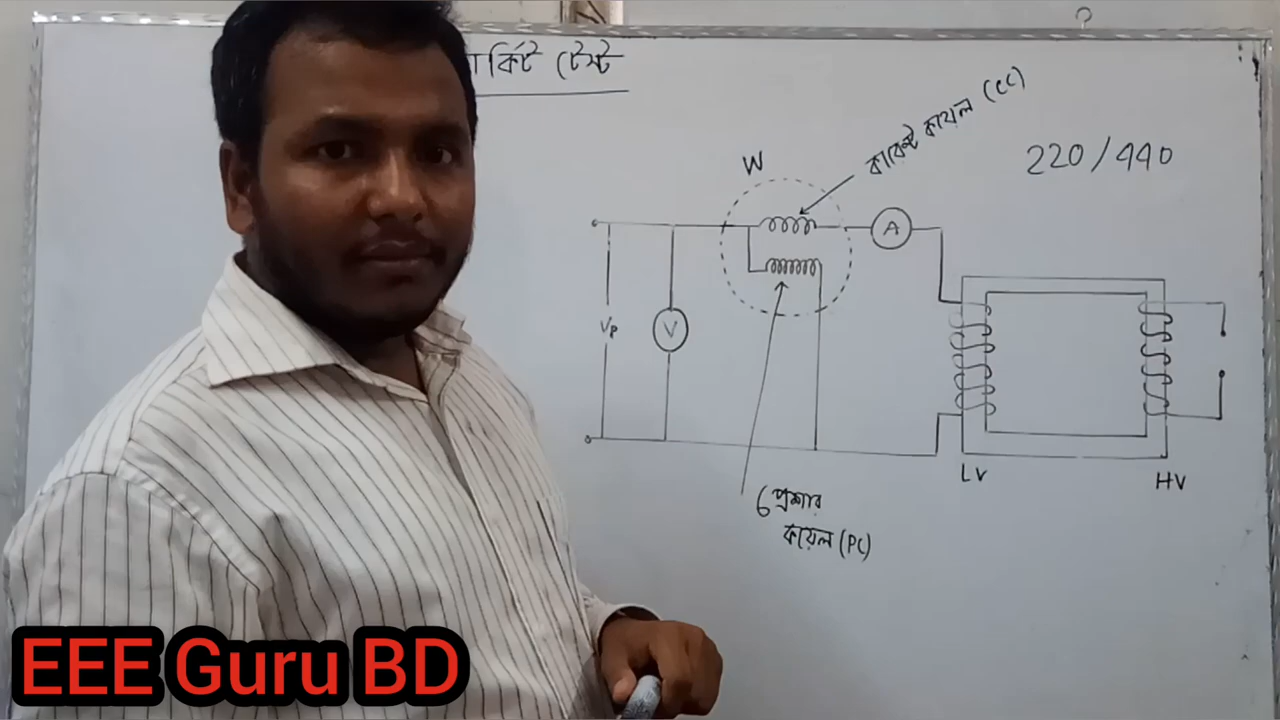 র্কিট টেস্ট
কারেন্ট কয়েল (CC)
W
220/440
A
VP
V
LV
HV
প্রেশার
কয়েল (PC)
EEE Guru BD